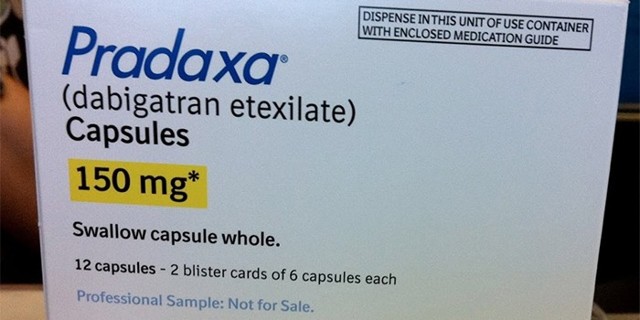 DISPENSE IN THIS UNIT OF USE CONTAINER
WITH ENCLOSED MEDICATION GUIDE
Pradaxa®
(dabigatran etexilate)
Capsules
150 mg*
Swallow capsule whole.
12 capsules - 2 blister cards of 6 capsules each
Professional Sample: Not for Sale.